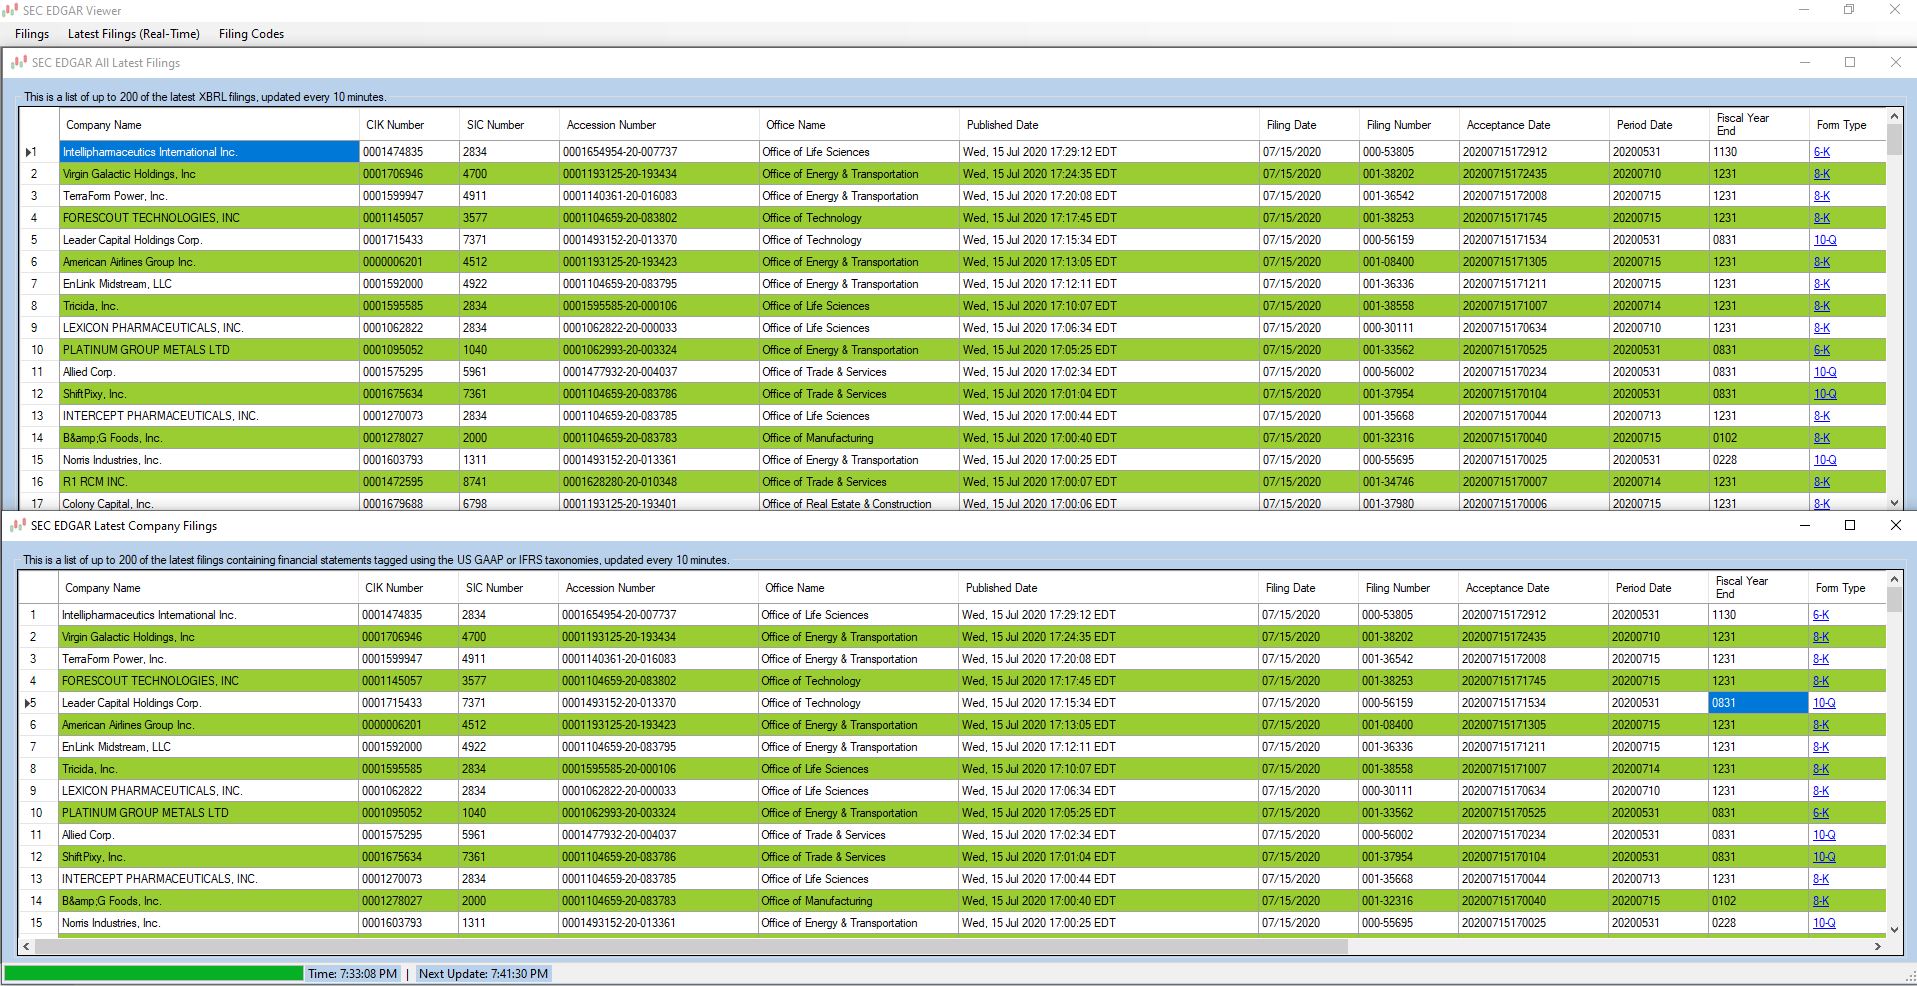 SEC EDGAR Viewer
Filings Latest Filings (Real-Time) Filing Codes
SEC EDGAR All Latest Filings
This is a list of up to 200 of the latest XBRL filings, updated every 10 minutes.
Company Name CIK Number SIC Number Accession Number Office Name Published Date Filing Date Filing Number Acceptance Date Period Date Fiscal Year End Form Type
1 Intellipharmaceutics International Inc. 0001474835 2834 0001654954-20-007737 Office of Life Sciences Wed, 15 Jul 2020 17:29:12 EDT 07/15/2020 000-53805 20200715172912 20200531 1130 6-K
2 Virgin Galactic Holdings, Inc 0001706946 4700 0001193125-20-193434 Office of Energy & Transportation Wed, 15 Jul 2020 17:24:35 EDT 07/15/2020 001-38202 20200715172435 20200710 1231 8-K
3 TerraForm Power, Inc. 0001599947 4911 0001140361-20-016083 Office of Energy & Transportation Wed, 15 Jul 2020 17:20:08 EDT 07/15/2020 001-36542 20200715172008 20200715 1231 8-K
4 FORESCOUT TECHNOLOGIES, INC 0001145057 3577 0001104659-20-083802 Office of Technology Wed, 15 Jul 2020 17:17:45 EDT 07/15/2020 001-38253 20200715171745 20200715 1231 8-K
5 Leader Capital Holdings Corp. 0001715433 7371 0001493152-20-013370 Office of Technology Wed, 15 Jul 2020 17:15:34 EDT 07/15/2020 000-56159 20200715171534 20200531 0831 10-Q
6 American Airlines Group Inc. 0000006201 4512 0001193125-20-193423 Office of Energy & Transportation Wed, 15 Jul 2020 17:13:05 EDT 07/15/2020 001-08400 20200715171305 20200715 1231 8-K
7 EnLink Midstream, LLC 0001592000 4922 0001104659-20-083795 Office of Energy & Transportation Wed, 15 Jul 2020 17:12:11 EDT 07/15/2020 001-36336 20200715171211 20200715 1231 8-K
8 Tricida, Inc. 0001595585 2834 0001595585-20-000106 Office of Life Sciences Wed, 15 Jul 2020 17:10:07 EDT 07/15/2020 001-38558 20200715171007 20200714 1231 8-K
9 LEXICON PHARMACEUTICALS, INC. 0001062822 2834 0001062822-20-000033 Office of Life Sciences Wed, 15 Jul 2020 17:06:34 EDT 07/15/2020 000-30111 20200715170634 20200710 1231 8-K
10 PLATINUM GROUP METALS LTD 0001095052 1040 0001062993-20-003324 Office of Energy & Transportation Wed, 15 Jul 2020 17:05:25 EDT 07/15/2020 001-33562 20200715170525 20200531 0831 6-K
11 Allied Corp. 0001575295 5961 0001477932-20-004037 Office of Trade & Services Wed, 15 Jul 2020 17:02:34 EDT 07/15/2020 000-56002 20200715170234 20200531 0831 10-Q
12 ShiftPixy, Inc. 0001675634 7361 0001104659-20-083786 Office of Trade & Services Wed, 15 Jul 2020 17:01:04 EDT 07/15/2020 001-37954 20200715170104 20200531 0831 10-Q
13 INTERCEPT PHARMACEUTICALS, INC. 0001270073 2834 0001104659-20-083785 Office of Life Sciences Wed, 15 Jul 2020 17:00:44 EDT 07/15/2020 001-35668 20200715170044 20200713 1231 8-K
14 B&amp;G Foods, Inc. 0001278027 2000 0001104659-20-083783 Office of Manufacturing Wed, 15 Jul 2020 17:00:40 EDT 07/15/2020 001-32316 20200715170040 20200715 0102 8-K
15 Norris Industries, Inc. 0001603793 1311 0001493152-20-013361 Office of Energy & Transportation Wed, 15 Jul 2020 17:00:25 EDT 07/15/2020 000-55695 20200715170025 20200531 0228 10-Q
16 R1 RCM INC. 0001472595 8741 0001628280-20-010348 Office of Trade & Services Wed, 15 Jul 2020 17:00:07 EDT 07/15/2020 001-34746 20200715170007 20200714 1231 8-K
17 Colony Capital, Inc. 0001679688 6798 0001193125-20-193401 Office of Real Estate & Construction Wed, 15 Jul 2020 17:00:06 EDT 07/15/2020 001-37980 20200715170006 20200715 1231 8-K
SEC EDGAR Latest Company Filings
This is a list of up to 200 of the latest filings containing financial statements tagged using the US GAAP or IFRS taxonomies, updated every 10 minutes.
Company Name CIK Number SIC Number Accession Number Office Name Published Date Filing Date Filing Number Acceptance Date Period Date Fiscal Year End Form Type
1 Intellipharmaceutics International Inc. 0001474835 2834 0001654954-20-007737 Office of Life Sciences Wed, 15 Jul 2020 17:29:12 EDT 07/15/2020 000-53805 20200715172912 20200531 1130 6-K
2 Virgin Galactic Holdings, Inc 0001706946 4700 0001193125-20-193434 Office of Energy & Transportation Wed, 15 Jul 2020 17:24:35 EDT 07/15/2020 001-38202 20200715172435 20200710 1231 8-K
3 TerraForm Power, Inc. 0001599947 4911 0001140361-20-016083 Office of Energy & Transportation Wed, 15 Jul 2020 17:20:08 EDT 07/15/2020 001-36542 20200715172008 20200715 1231 8-K
4 FORESCOUT TECHNOLOGIES, INC 0001145057 3577 0001104659-20-083802 Office of Technology Wed, 15 Jul 2020 17:17:45 EDT 07/15/2020 001-38253 20200715171745 20200715 1231 8-K
5 Leader Capital Holdings Corp. 0001715433 7371 0001493152-20-013370 Office of Technology Wed, 15 Jul 2020 17:15:34 EDT 07/15/2020 000-56159 20200715171534 20200531 0831 10-Q
6 American Airlines Group Inc. 0000006201 4512 0001193125-20-193423 Office of Energy & Transportation Wed, 15 Jul 2020 17:13:05 EDT 07/15/2020 001-08400 20200715171305 20200715 1231 8-K
7 EnLink Midstream, LLC 0001592000 4922 0001104659-20-083795 Office of Energy & Transportation Wed, 15 Jul 2020 17:12:11 EDT 07/15/2020 001-36336 20200715171211 20200715 1231 8-K
8 Tricida, Inc. 0001595585 2834 0001595585-20-000106 Office of Life Sciences Wed, 15 Jul 2020 17:10:07 EDT 07/15/2020 001-38558 20200715171007 20200714 1231 8-K
9 LEXICON PHARMACEUTICALS, INC. 0001062822 2834 0001062822-20-000033 Office of Life Sciences Wed, 15 Jul 2020 17:06:34 EDT 07/15/2020 000-30111 20200715170634 20200710 1231 8-K
10 PLATINUM GROUP METALS LTD 0001095052 1040 0001062993-20-003324 Office of Energy & Transportation Wed, 15 Jul 2020 17:05:25 EDT 07/15/2020 001-33562 20200715170525 20200531 0831 6-K
11 Allied Corp. 0001575295 5961 0001477932-20-004037 Office of Trade & Services Wed, 15 Jul 2020 17:02:34 EDT 07/15/2020 000-56002 20200715170234 20200531 0831 10-Q
12 ShiftPixy, Inc. 0001675634 7361 0001104659-20-083786 Office of Trade & Services Wed, 15 Jul 2020 17:01:04 EDT 07/15/2020 001-37954 20200715170104 20200531 0831 10-Q
13 INTERCEPT PHARMACEUTICALS, INC. 0001270073 2834 0001104659-20-083785 Office of Life Sciences Wed, 15 Jul 2020 17:00:44 EDT 07/15/2020 001-35668 20200715170044 20200713 1231 8-K
14 B&amp;G Foods, Inc. 0001278027 2000 0001104659-20-083783 Office of Manufacturing Wed, 15 Jul 2020 17:00:40 EDT 07/15/2020 001-32316 20200715170040 20200715 0102 8-K
15 Norris Industries, Inc. 0001603793 1311 0001493152-20-013361 Office of Energy & Transportation Wed, 15 Jul 2020 17:00:25 EDT 07/15/2020 000-55695 20200715170025 20200531 0228 10-Q
Time: 7:33:08 PM | Next Update: 7:41:30 PM